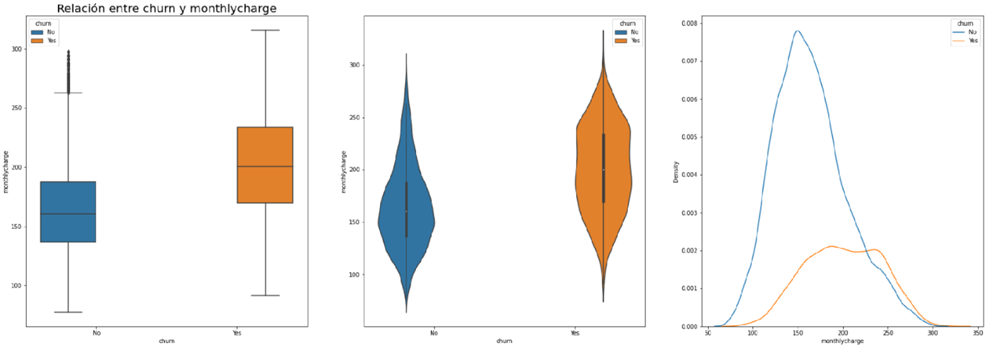 Relación entre churn y monthlycharge
churn
No
Yes
300
250
200
150
100
monthlycharge
No
Yes
churn
churn
No
Yes
300
250
200
150
100
monthlycharge
No
Yes
churn
churn
No
Yes
0.008
0.007
0.006
0.005
0.004
0.003
0.002
0.001
0.000
Density
50
100
150
200
250
300
350
monthlycharge